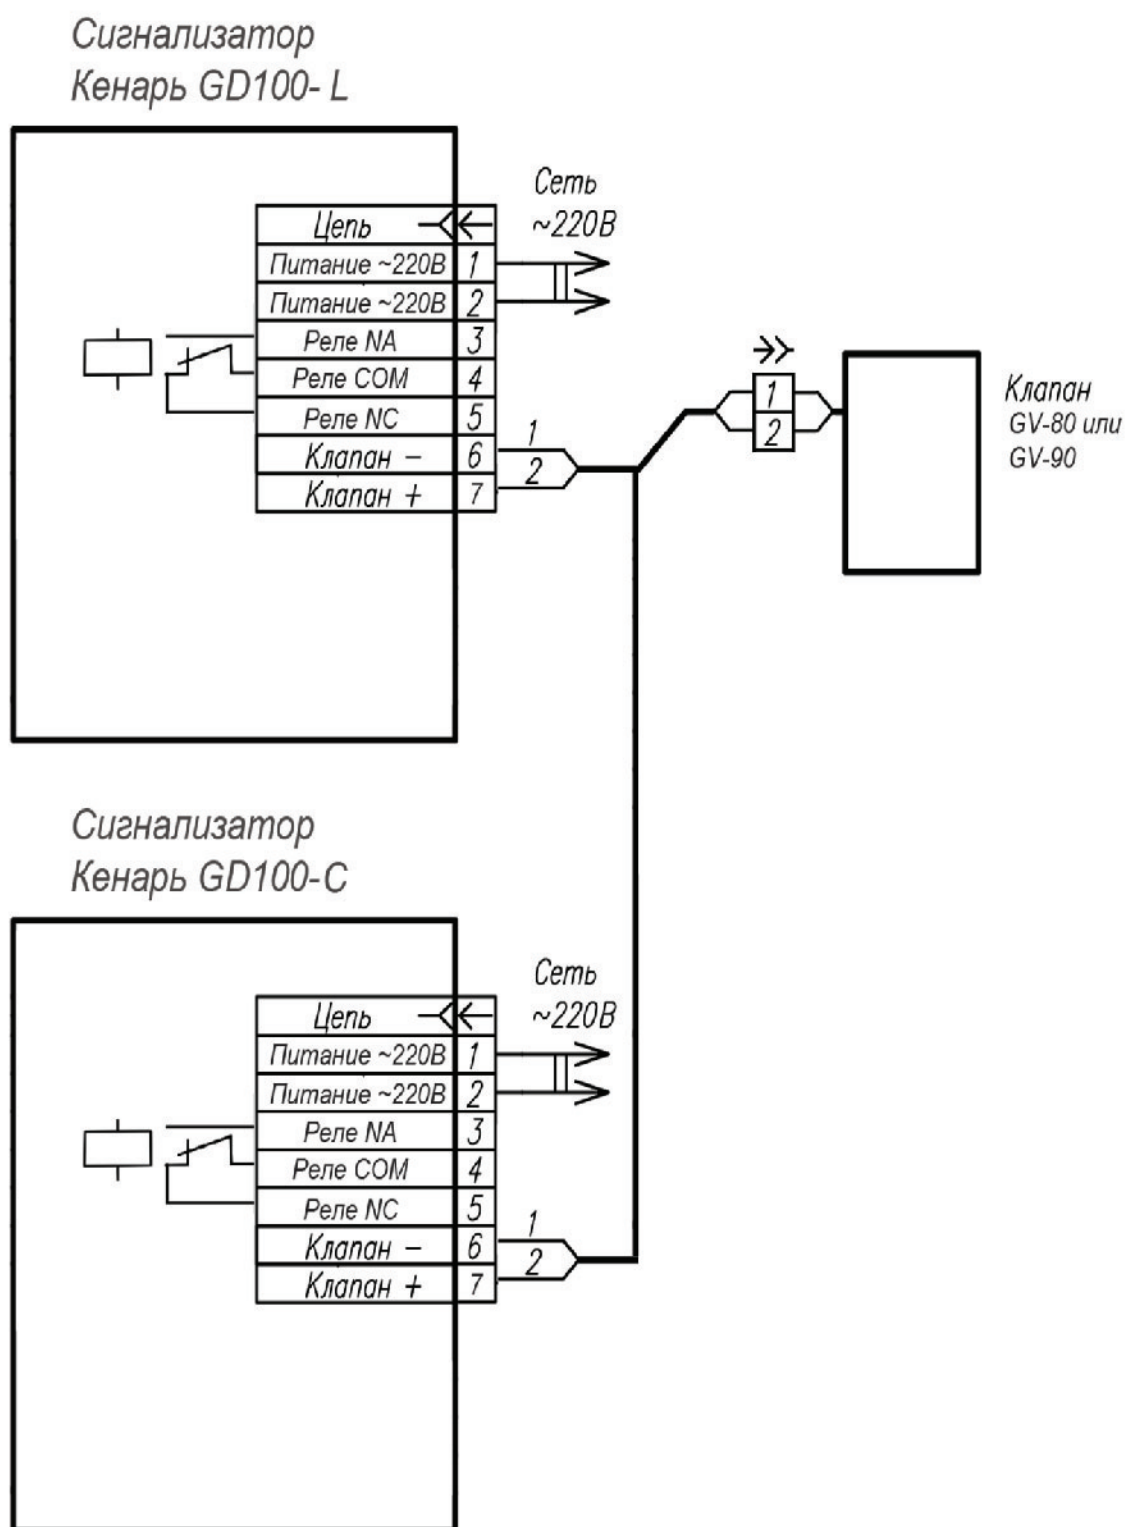 Сигнализатор
Кенарь GD100- L
Сеть
~220В
Цепь
Питание ~220В 1
Питание ~220В 2
Реле NA 3
Реле COM 4
Реле NC 5
Клапан – 6
Клапан + 7
1
2
1
2
Клапан
GV-80 или
GV-90
Сигнализатор
Кенарь GD100-C
Сеть
~220В
Цепь
Питание ~220В 1
Питание ~220В 2
Реле NA 3
Реле COM 4
Реле NC 5
Клапан – 6
Клапан + 7
1
2